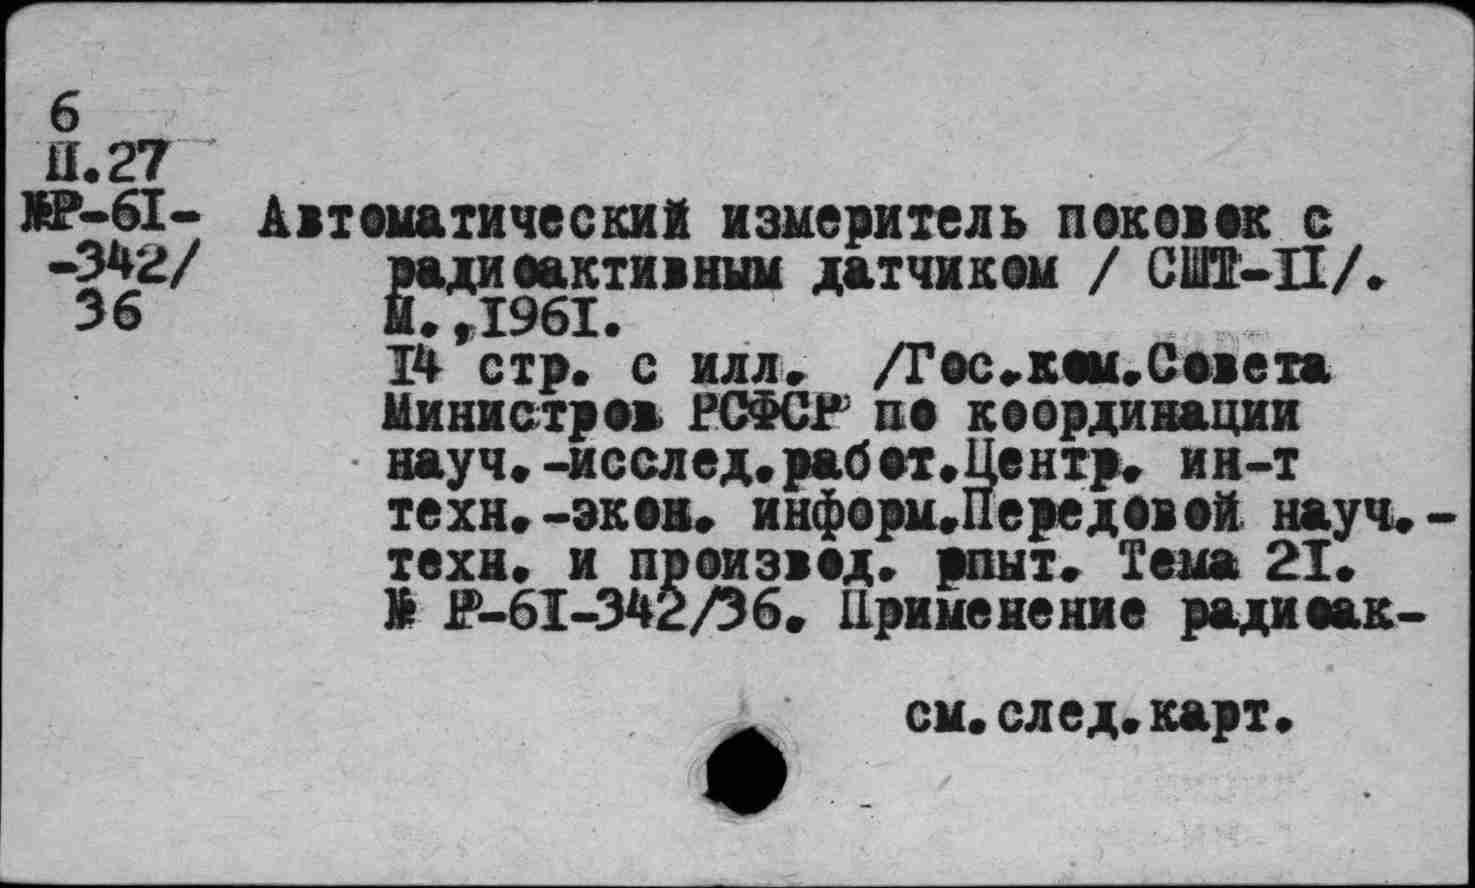 6
П.27
№Р-61-
-342/
36
Автоматический измеритель поковок с
радиоактивным датчиком / СШТ-II/.
М.,1961.
14 стр. с илл. /Гос.ком.Совета
Министров РСФСР по координации
науч.-исслед.работ.Центр. ин-т
техн.-экон. информ.Передовой науч.-
техн. и произвед. опыт. Тема 21.
№ Р-61-342/36. Применение радиоак-
см.след.карт.